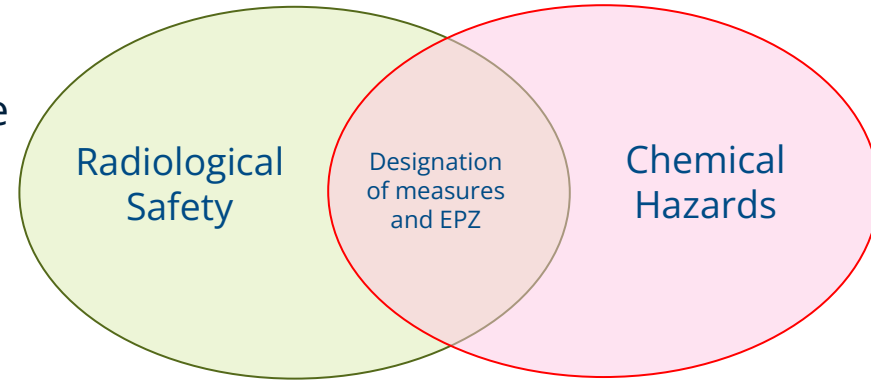 e
Radiological
Safety
Designation
of measures
and EPZ
Chemical
Hazards